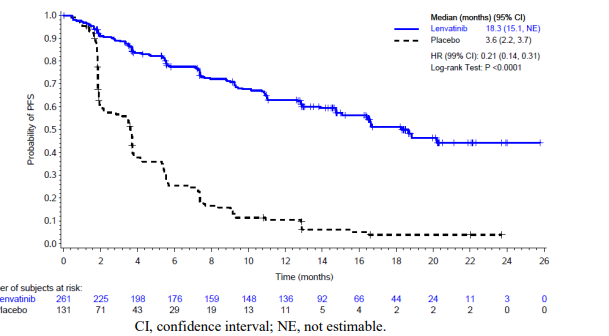 Median (months) (95% CI)
Lenvatinib 18.3 (15.1, NE)
Placebo 3.6 (2.2, 3.7)
HR (99% CI): 0.21 (0.14, 0.31)
Log-rank Test: P <0.0001
Probability of PFS
1.0
0.9
0.8
0.7
0.6
0.5
0.4
0.3
0.2
0.1
0.0
0 2 4 6 8 10 12 14 16 18 20 22 24 26
Time (months)
er of subjects at risk:
envatinib 261 225 198 176 159 148 136 92 66 44 24 11 3 0
lacebo 131 71 43 29 19 13 11 5 4 2 2 2 0 0
CI, confidence interval; NE, not estimable.